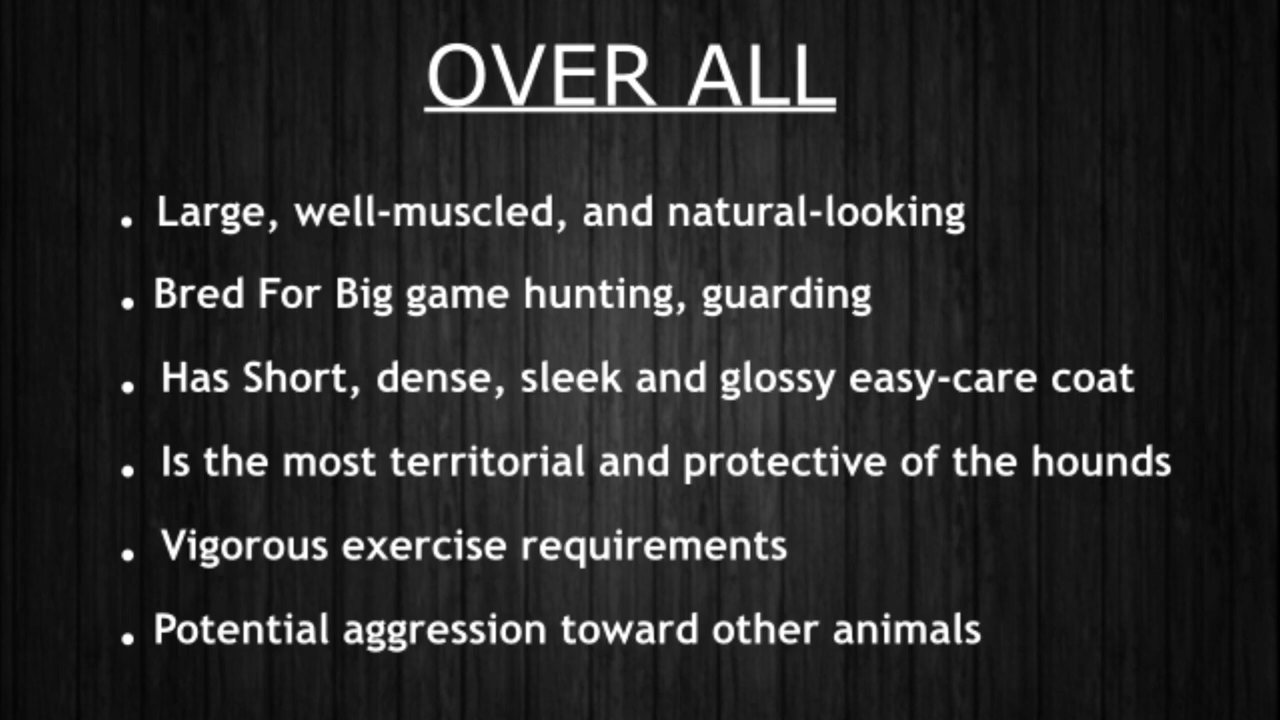 OVER ALL
. Large, well-muscled, and natural-looking
. Bred For Big game hunting, guarding
. Has Short, dense, sleek and glossy easy-care coat
. Is the most territorial and protective of the hounds
. Vigorous exercise requirements
. Potential aggression toward other animals